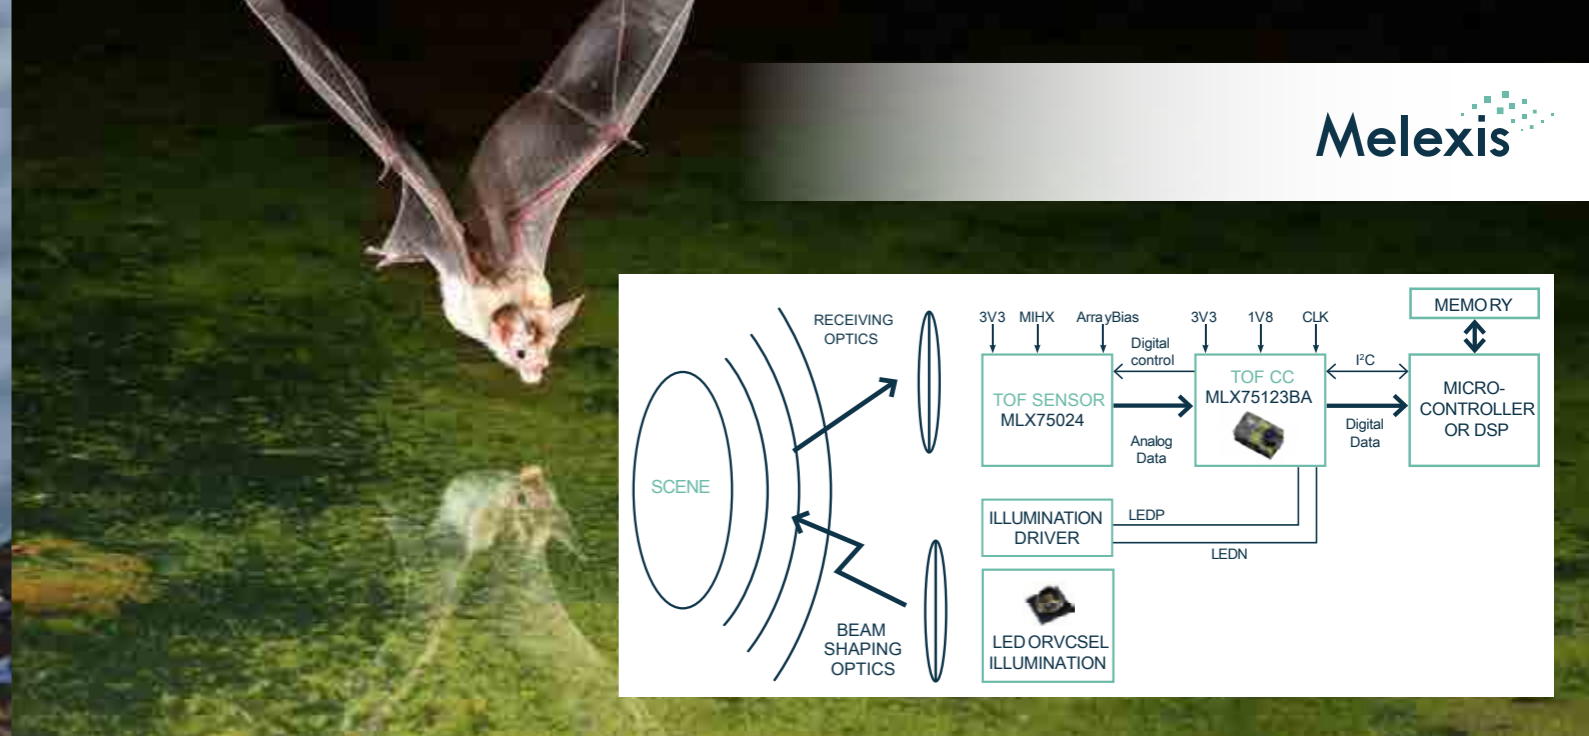 Melexis
RECEIVING
OPTICS
3V3
MIHX
ArrayBias
3V3
1V8
CLK
MEMORY
Digital
control
I²C
TOF SENSOR
MLX75024
TOF CC
MLX75123BA
MICRO-
CONTROLLER
OR DSP
Analog
Data
Digital
Data
SCENE
ILLUMINATION
DRIVER
LEDP
LEDN
BEAM
SHAPING
OPTICS
LED ORVCSEL
ILLUMINATION